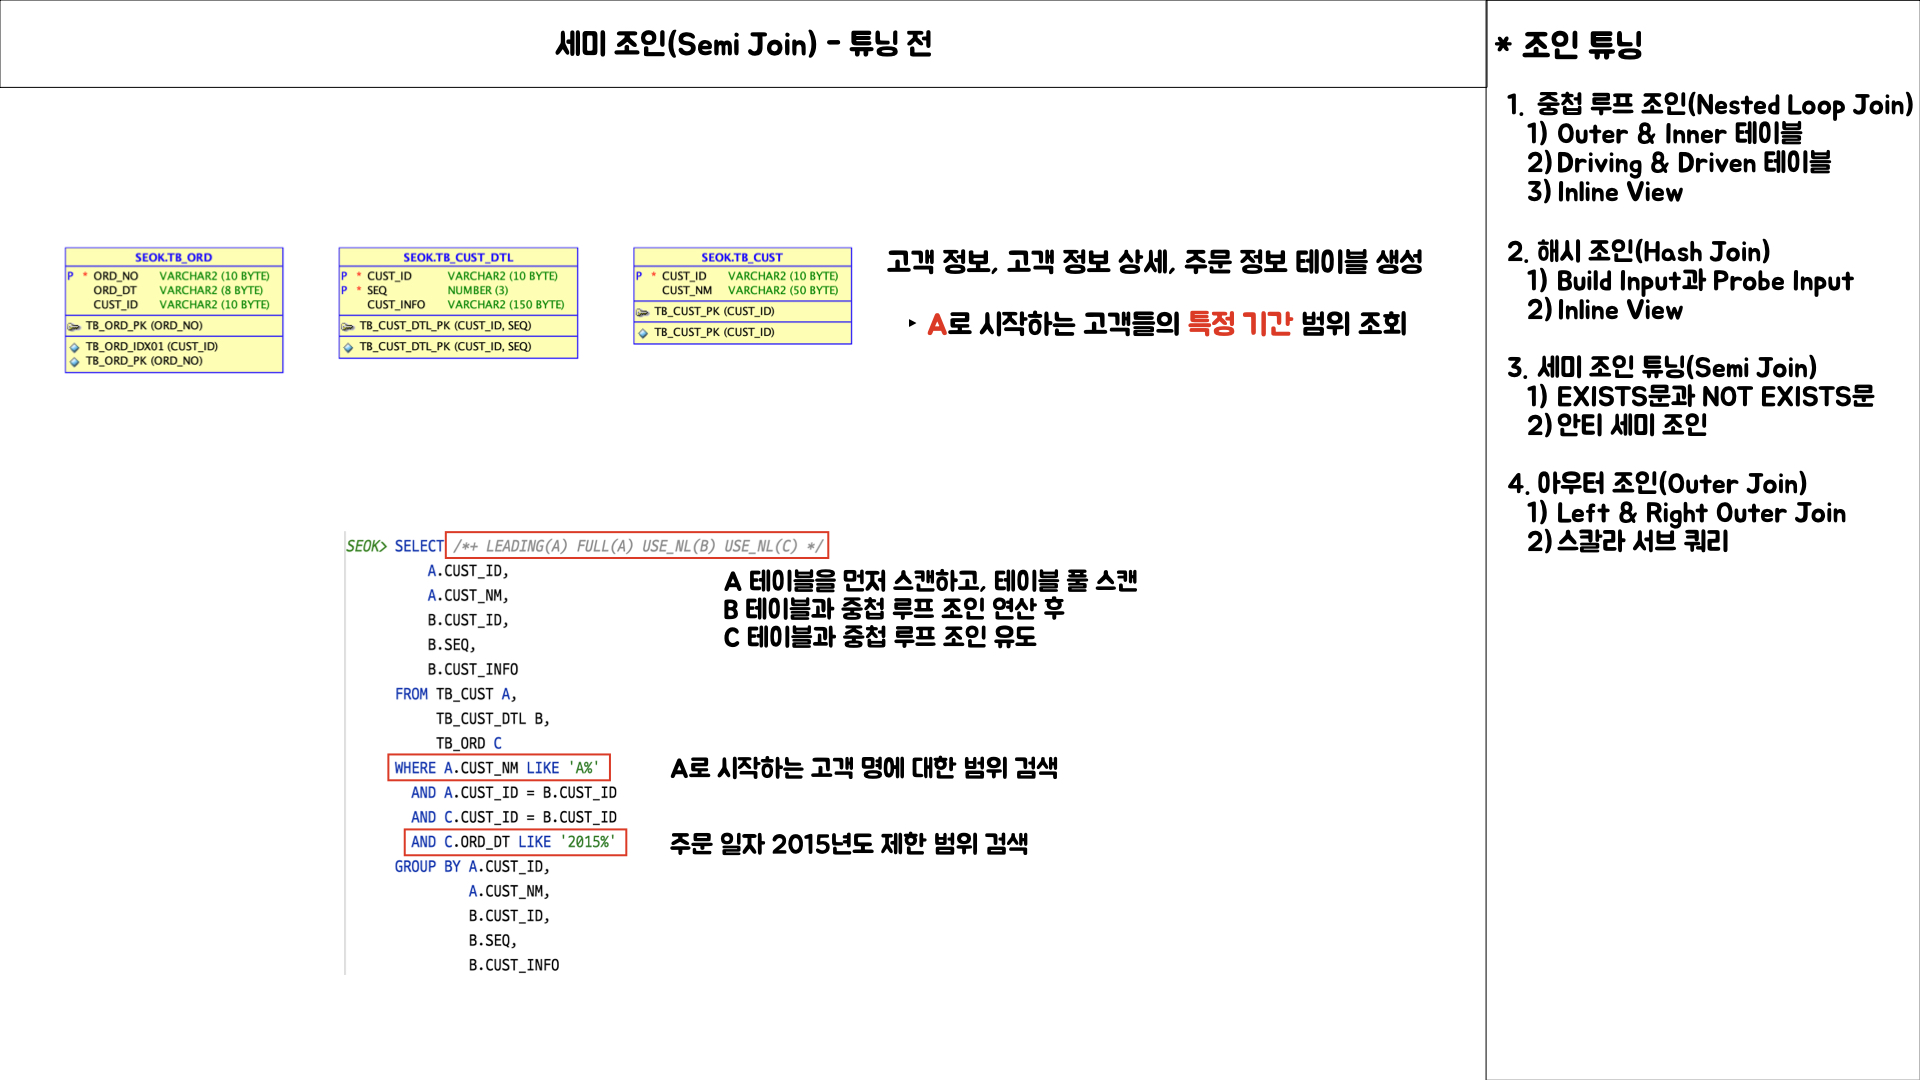 세미 조인(Semi Join) - 튜닝 전
SEOK.TB_ORD
P * ORD_NO VARCHAR2 (10 BYTE)
ORD_DT VARCHAR2 (8 BYTE)
CUST_ID VARCHAR2 (10 BYTE)
TB_ORD_PK (ORD_NO)
TB_ORD_IDX01 (CUST_ID)
TB_ORD_PK (ORD_NO)
SEOK.TB_CUST_DTL
P * CUST_ID VARCHAR2 (10 BYTE)
P * SEQ NUMBER (3)
CUST_INFO VARCHAR2 (150 BYTE)
TB_CUST_DTL_PK (CUST_ID, SEQ)
TB_CUST_DTL_PK (CUST_ID, SEQ)
SEOK.TB_CUST
P * CUST_ID VARCHAR2 (10 BYTE)
CUST_NM VARCHAR2 (50 BYTE)
TB_CUST_PK (CUST_ID)
TB_CUST_PK (CUST_ID)
고객 정보, 고객 정보 상세, 주문 정보 테이블 생성
‣ A로 시작하는 고객들의 특정 기간 범위 조회
SEOK> SELECT /*+ LEADING(A) FULL(A) USE_NL(B) USE_NL(C) */
A.CUST_ID,
A.CUST_NM,
B.CUST_ID,
B.SEQ,
B.CUST_INFO
FROM TB_CUST A,
TB_CUST_DTL B,
TB_ORD C
WHERE A.CUST_NM LIKE 'A%'
AND A.CUST_ID = B.CUST_ID
AND C.CUST_ID = B.CUST_ID
AND C.ORD_DT LIKE '2015%'
GROUP BY A.CUST_ID,
A.CUST_NM,
B.CUST_ID,
B.SEQ,
B.CUST_INFO
A 테이블을 먼저 스캔하고, 테이블 풀 스캔
B 테이블과 중첩 루프 조인 연산 후
C 테이블과 중첩 루프 조인 유도
A로 시작하는 고객 명에 대한 범위 검색
주문 일자 2015년도 제한 범위 검색
* 조인 튜닝
1. 중첩 루프 조인(Nested Loop Join)
1) Outer & Inner 테이블
2) Driving & Driven 테이블
3) Inline View
2. 해시 조인(Hash Join)
1) Build Input과 Probe Input
2) Inline View
3. 세미 조인 튜닝(Semi Join)
1) EXISTS문과 NOT EXISTS문
2) 안티 세미 조인
4. 아우터 조인(Outer Join)
1) Left & Right Outer Join
2) 스칼라 서브 쿼리